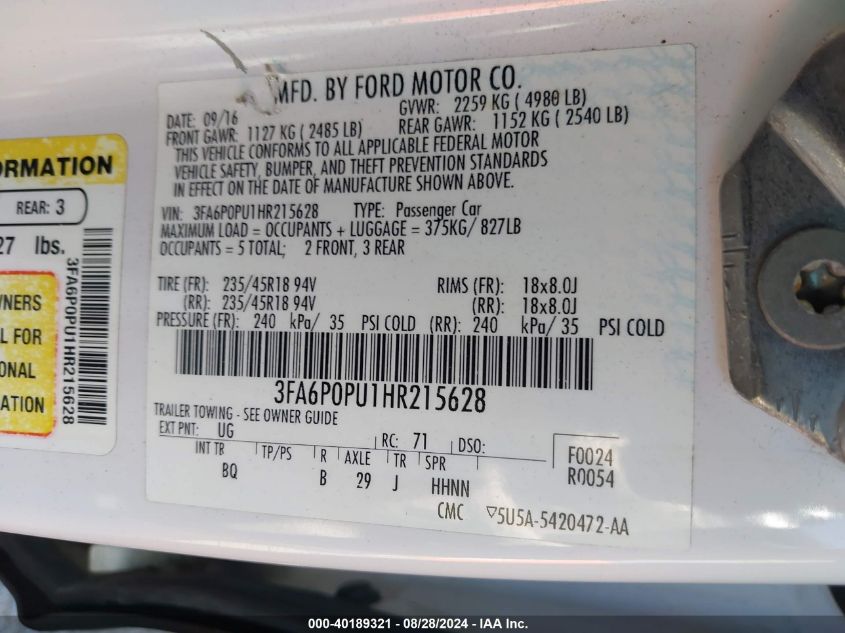 MFD. BY FORD MOTOR CO.
DATE: 09/16 GVWR: 2259 KG ( 4980 LB)
FRONT GAWR: 1127 KG ( 2485 LB) REAR GAWR: 1152 KG ( 2540 LB)
THIS VEHICLE CONFORMS TO ALL APPLICABLE FEDERAL MOTOR
VEHICLE SAFETY, BUMPER, AND THEFT PREVENTION STANDARDS
IN EFFECT ON THE DATE OF MANUFACTURE SHOWN ABOVE.
VIN: 3FA6P0PU1HR215628 TYPE: Passenger Car
MAXIMUM LOAD = OCCUPANTS + LUGGAGE = 375KG/ 827LB
OCCUPANTS = 5 TOTAL; 2 FRONT, 3 REAR
TIRE (FR): 235/45R18 94V RIMS (FR): 18x8.0J
(RR): 235/45R18 94V (RR): 18x8.0J
PRESSURE (FR): 240 kPa/ 35 PSI COLD (RR): 240 kPa/ 35 PSI COLD
3FA6P0PU1HR215628
TRAILER TOWING - SEE OWNER GUIDE
EXT PNT: UG RC: 71 DSO:
INT TR TP/PS R AXLE TR SPR
BQ B 29 J HHNN
F0024
R0054
CMC ▽5U5A-5420472-AA
ORMATION
REAR: 3
27 lbs.
3FA6P0PU1HR215628
WNERS
L FOR
ONAL
ATION
000-40189321 - 08/28/2024 - IAA Inc.